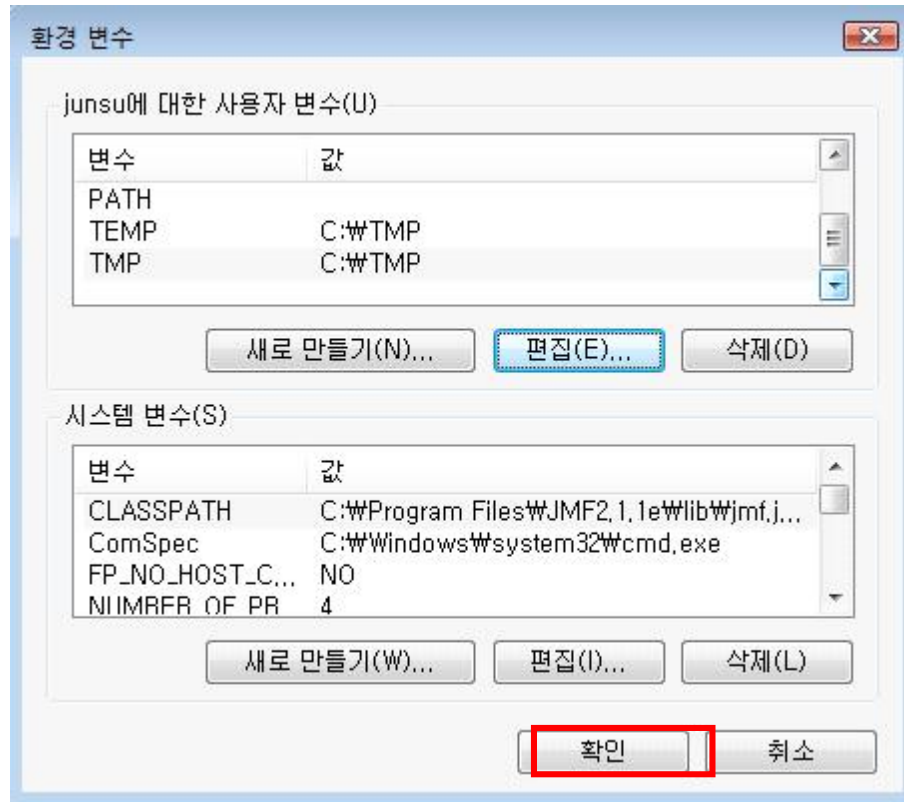 환경 변수
junsu에 대한 사용자 변수(U)
변수 값
PATH
TEMP C:₩TMP
TMP C:₩TMP
새로 만들기(N)... 편집(E)... 삭제(D)
시스템 변수(S)
변수 값
CLASSPATH C:₩Program Files₩JMF2.1.1e₩lib₩jmf.j...
ComSpec C:₩Windows₩system32₩cmd.exe
FP_NO_HOST_C... NO
NUMBER_OF_PR 4
새로 만들기(W)... 편집(I)... 삭제(L)
확인 취소